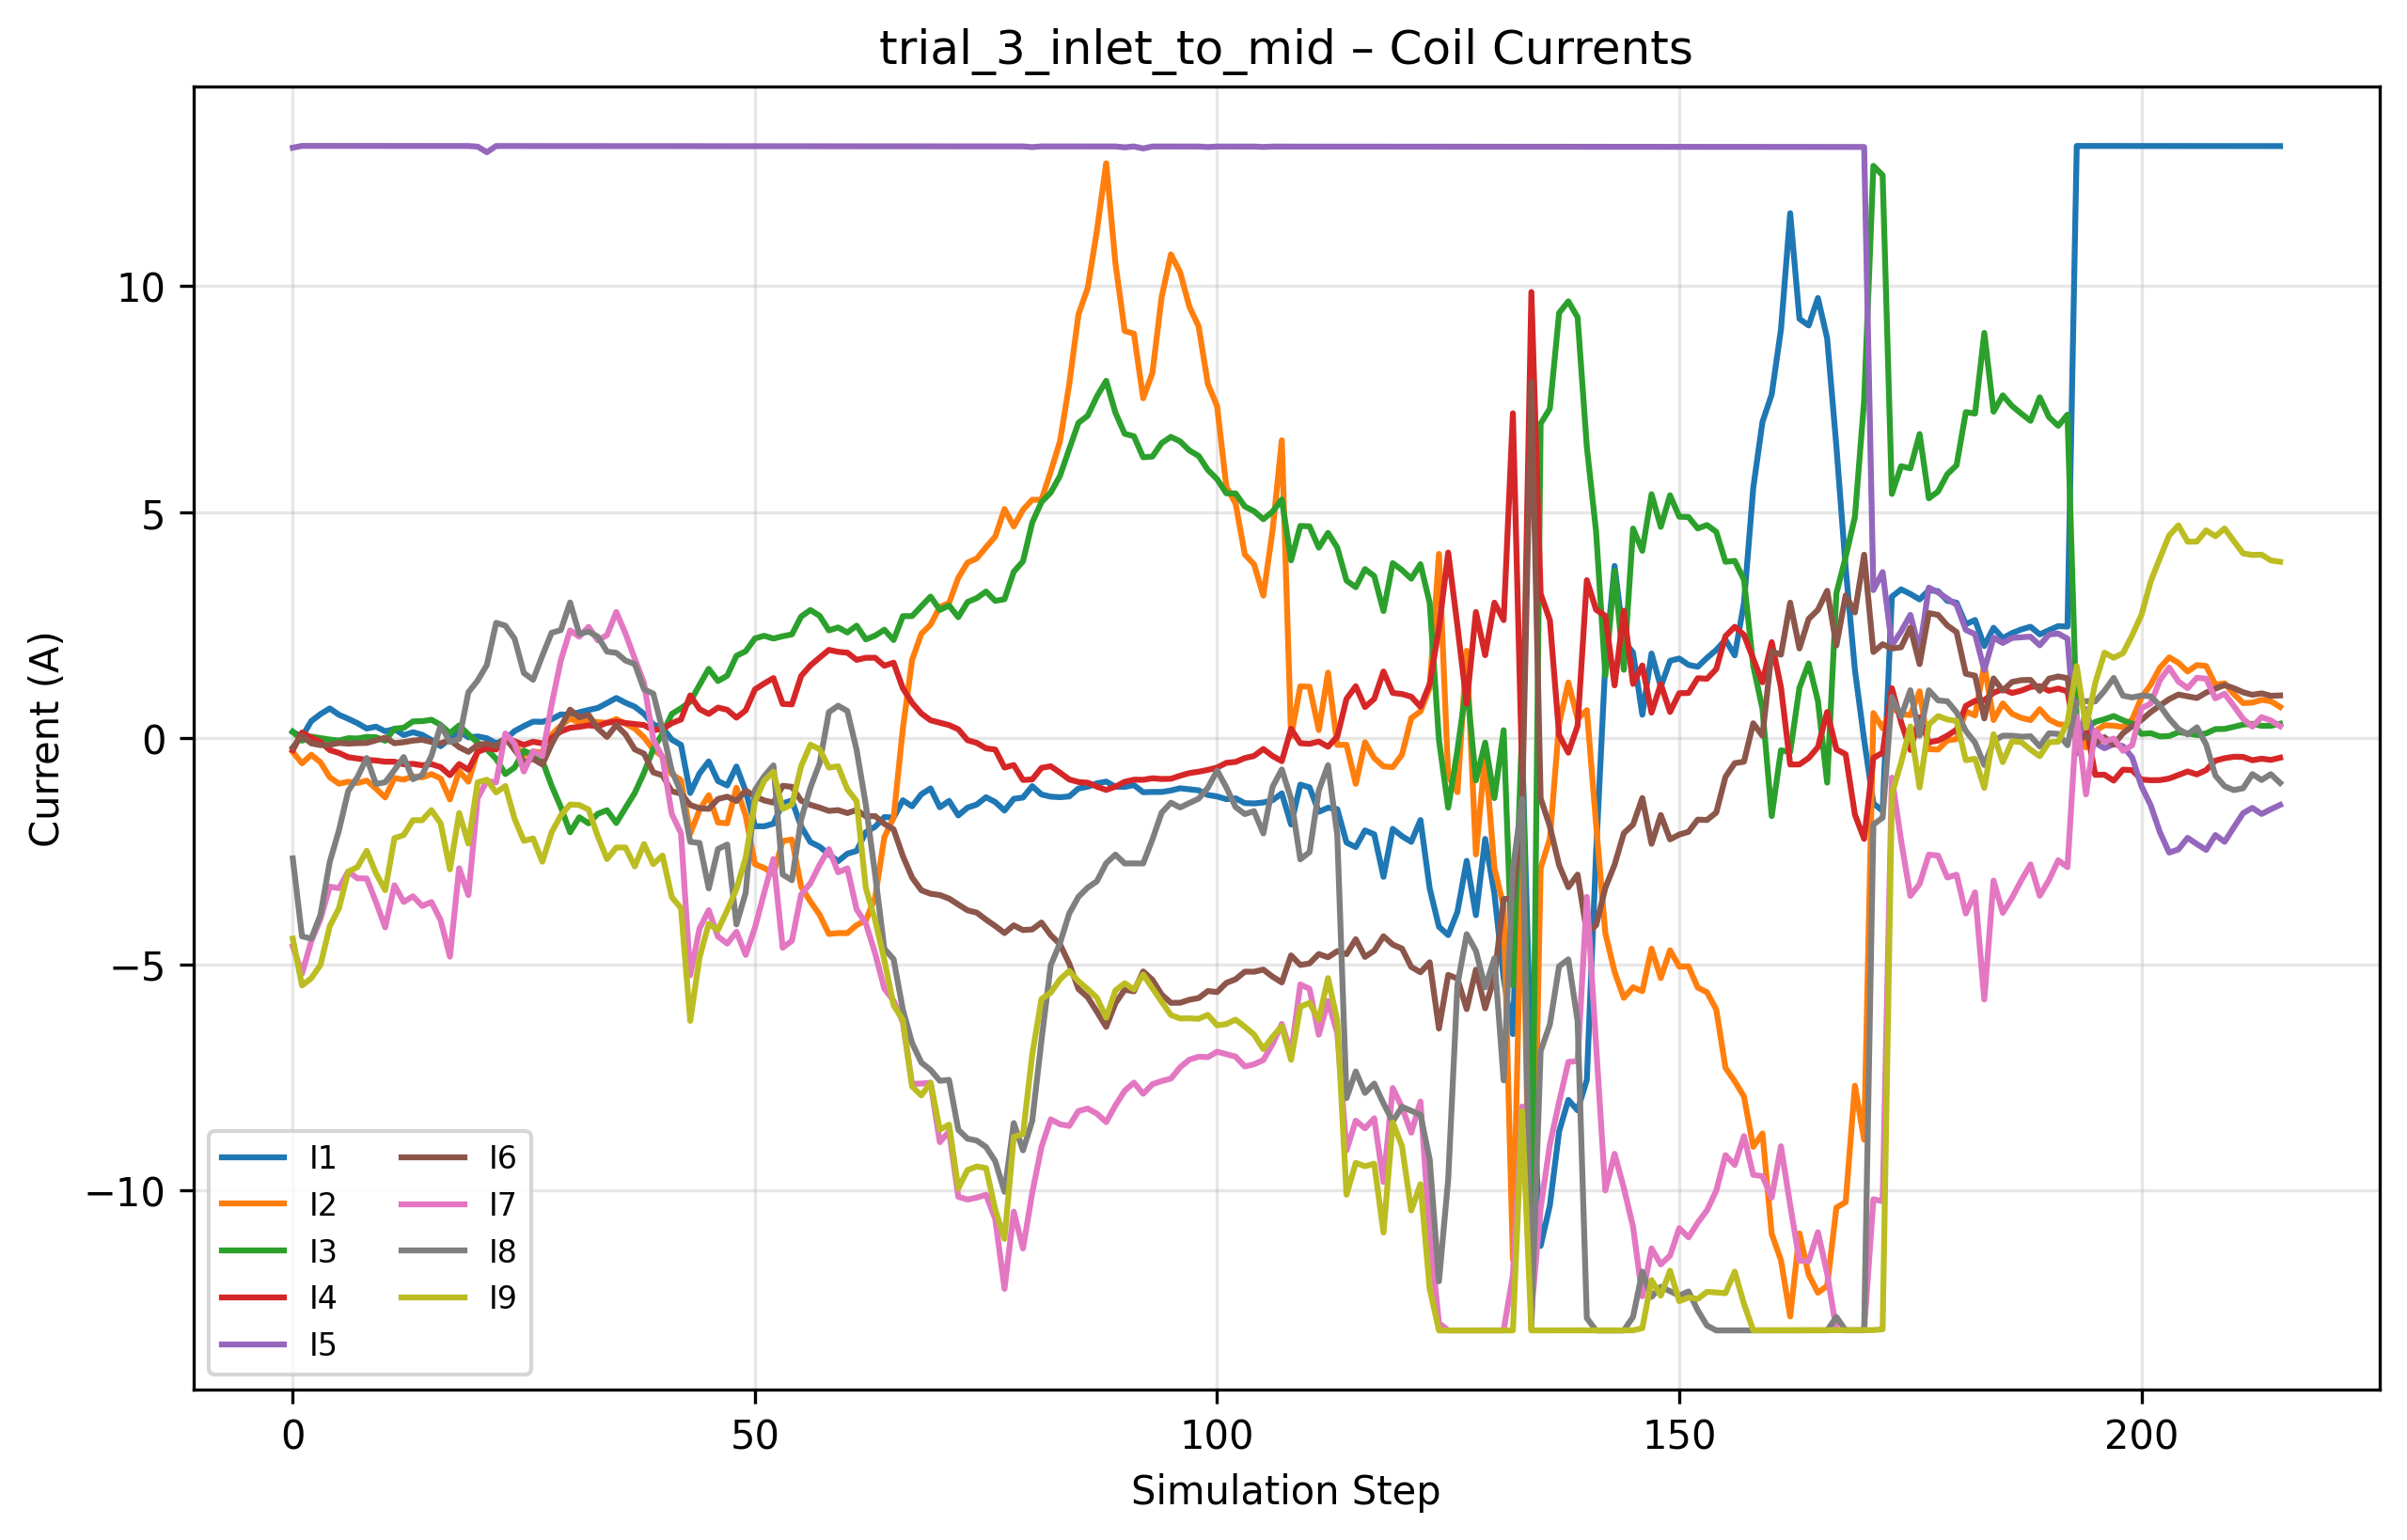 trial_3_inlet_to_mid – Coil Currents
Current (A)
10
5
0
−5
−10
I1
I2
I3
I4
I5
I6
I7
I8
I9
0
50
100
150
200
Simulation Step